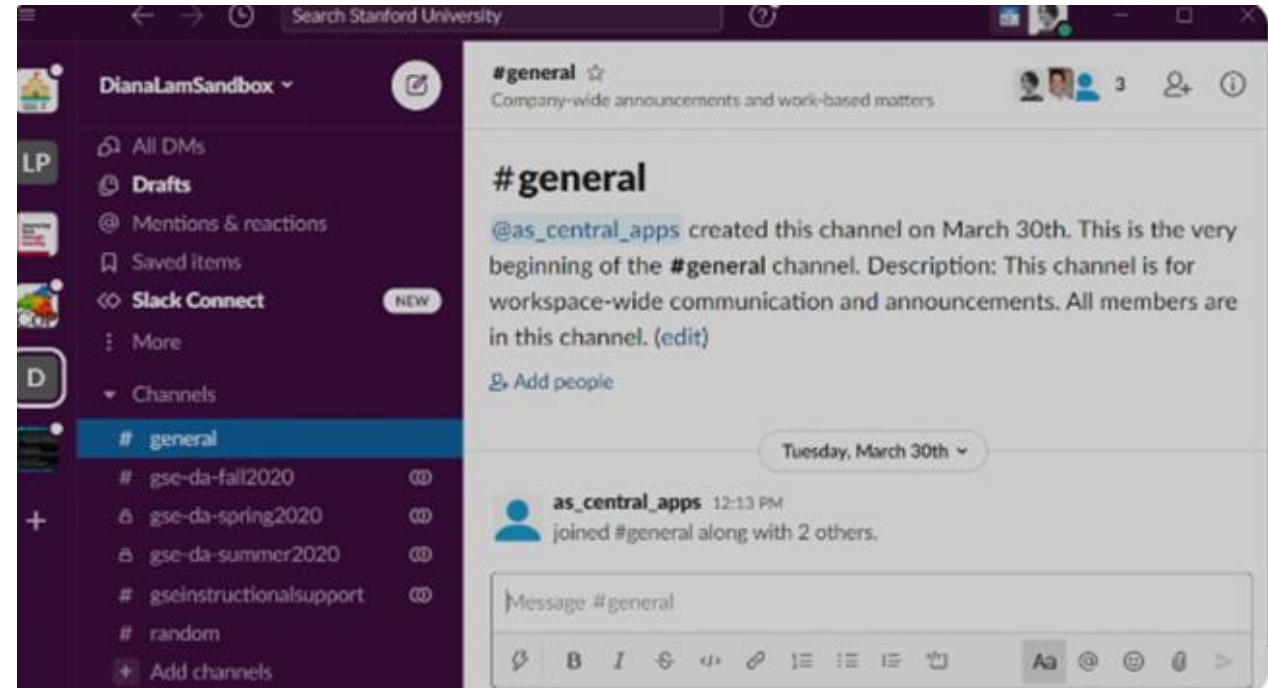 Search Stanford University
DianaLamSandbox
LP
All DMs
Drafts
@ Mentions & reactions
Saved items
Slack Connect NEW
More
D
Channels
# general
# gse-da-fall2020
gse-da-spring2020
gse-da-summer2020
# gseinstructionalsupport
# random
+ Add channels
#general
Company-wide announcements and work-based matters
3
#general
@as_central_apps created this channel on March 30th. This is the very
beginning of the #general channel. Description: This channel is for
workspace-wide communication and announcements. All members are
in this channel. (edit)
Add people
Tuesday, March 30th
as_central_apps 12:13 PM
joined #general along with 2 others.
Message #general
B I S </> Aa @